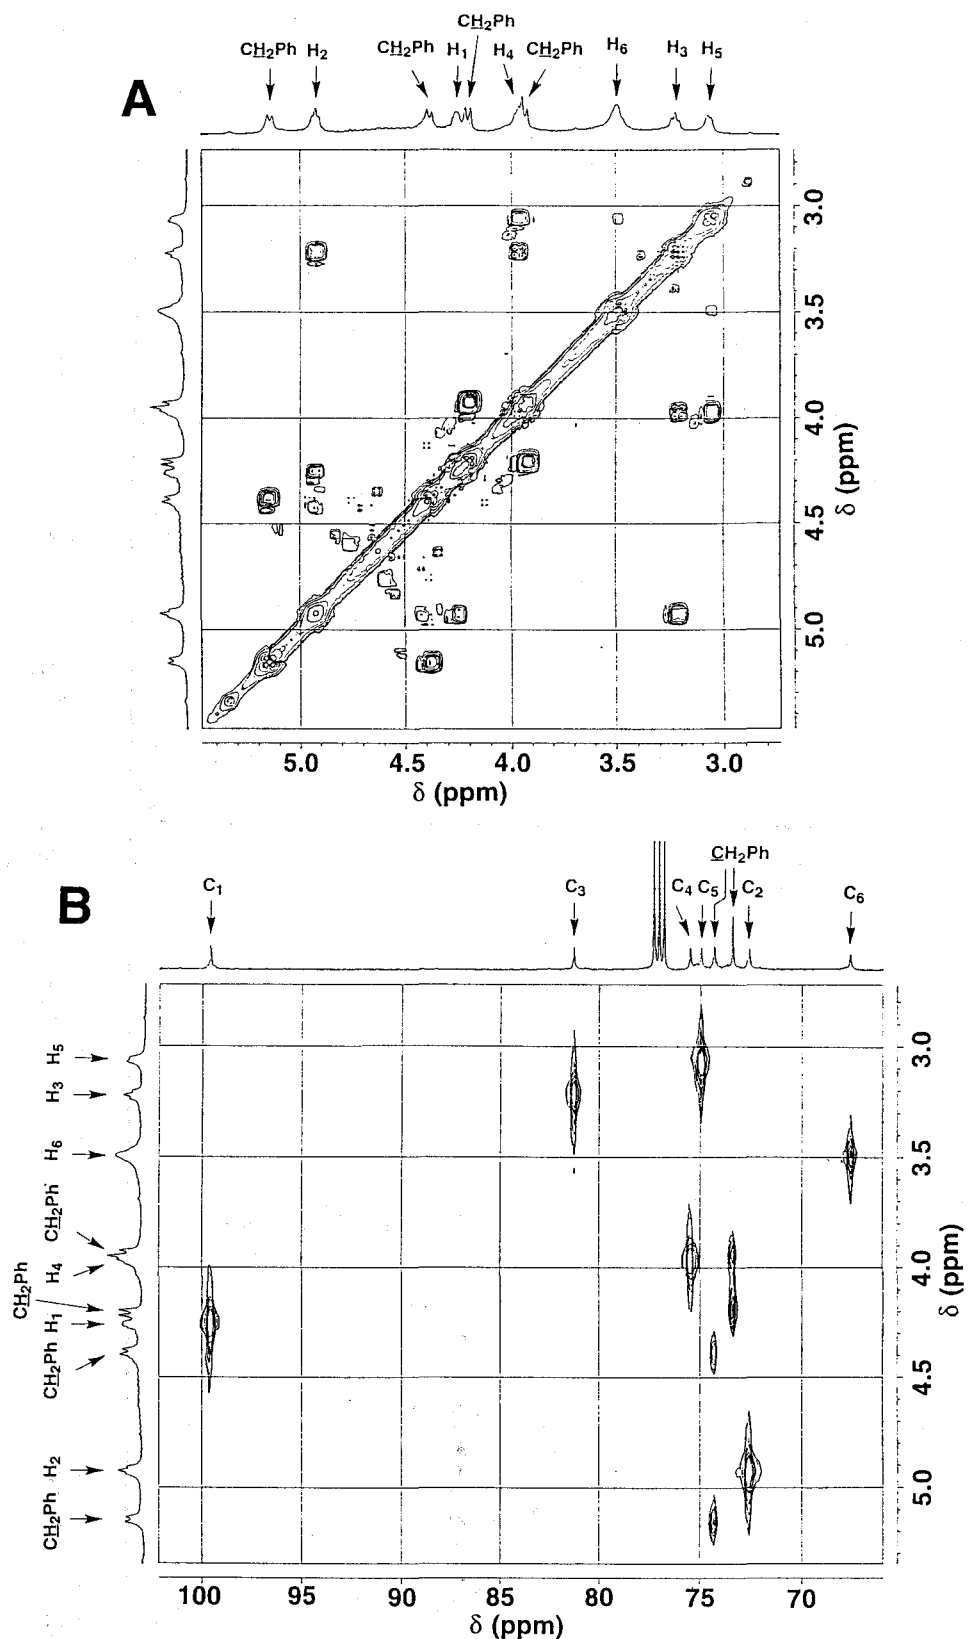 CH2Ph
CH2Ph H2 CH2Ph H1 H4 CH2Ph H6 H3 H5
A
3.0
3.5
4.0
4.5
5.0
δ (ppm)
5.0 4.5 4.0 3.5 3.0
δ (ppm)
CH2Ph
C1 C3 C4 C5 C2 C6
B
H5
H3
H6
CH2Ph
H4
CH2Ph
H1
CH2Ph
H2
CH2Ph
3.0
3.5
4.0
4.5
5.0
δ (ppm)
100 95 90 85 80 75 70
δ (ppm)